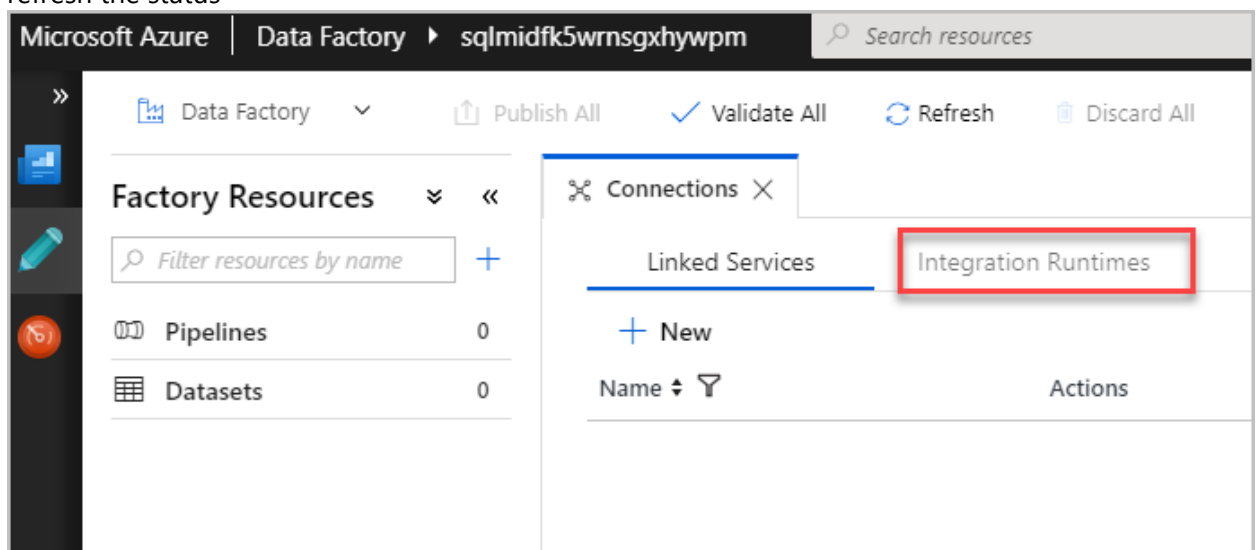 refresh the status
Microsoft Azure Data Factory sqlmidfk5wrnsgxhywpm Search resources
Data Factory Publish All Validate All Refresh Discard All
Factory Resources
Connections
Filter resources by name
Linked Services Integration Runtimes
Pipelines 0
New
Datasets 0
Name Actions